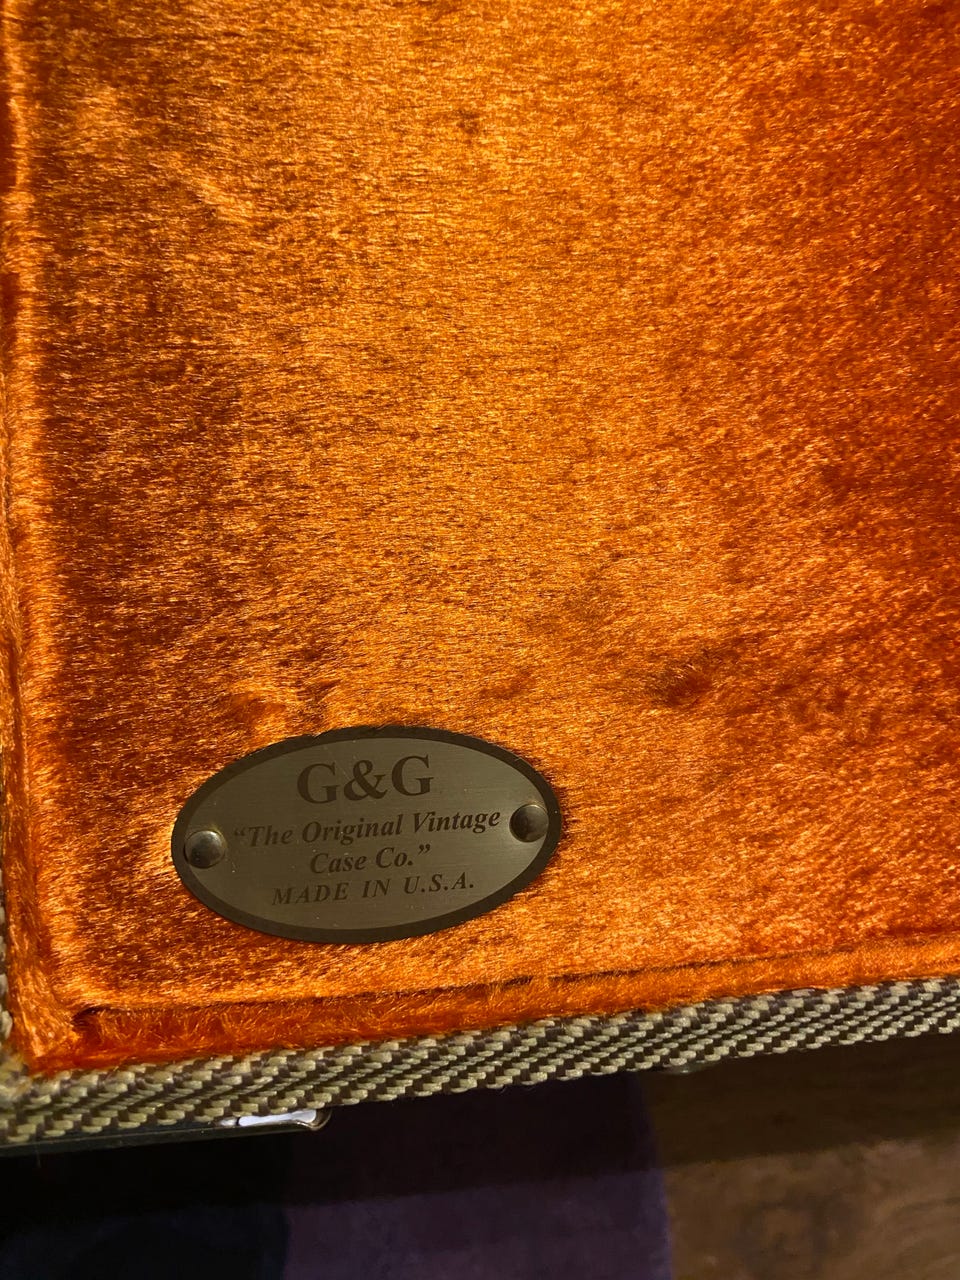 G&G
“The Original Vintage
Case Co.”
MADE IN U.S.A.